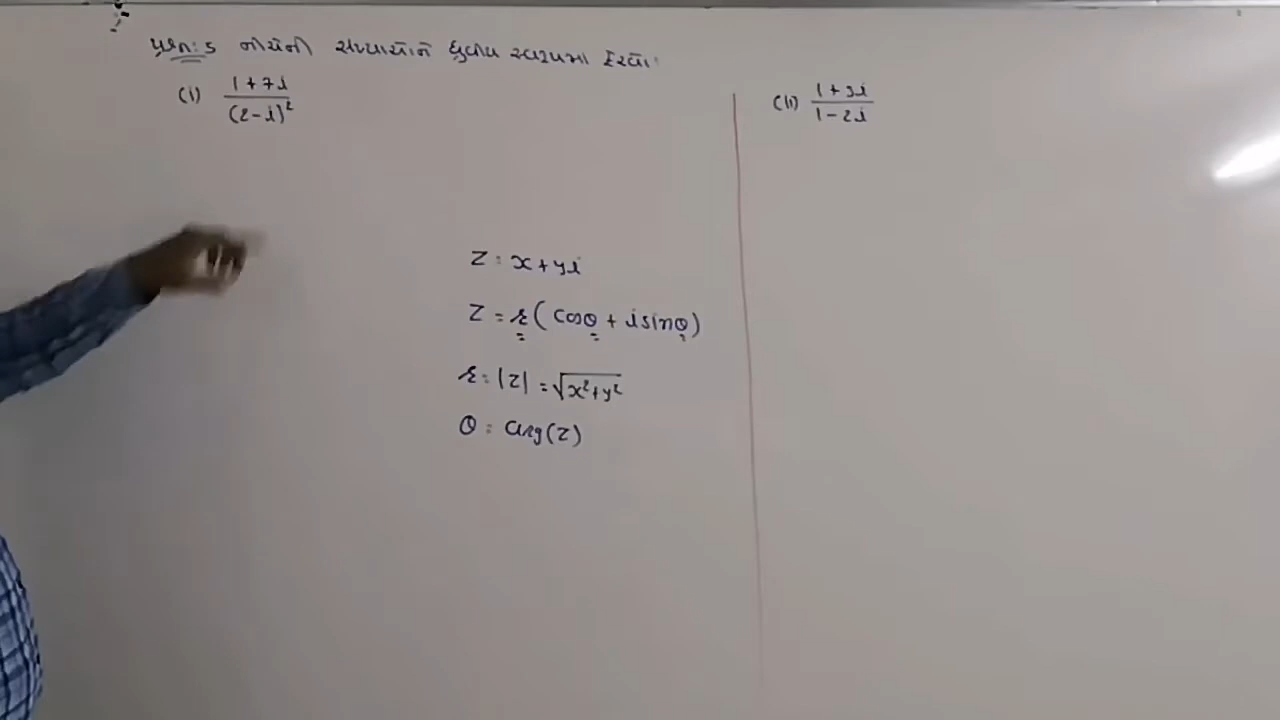 પ્રશ્ન: 5 નીચેની સંખ્યાઓને ધ્રુવીય સ્વરૂપમાં ફેરવો:
(i) (1 + 7i) / (2 - i)²
(ii) (1 + 3i) / (1 - 2i)
Z = x + yi
Z = r ( cosθ + i sinθ )
r = |z| = √(x² + y²)
θ = arg(z)